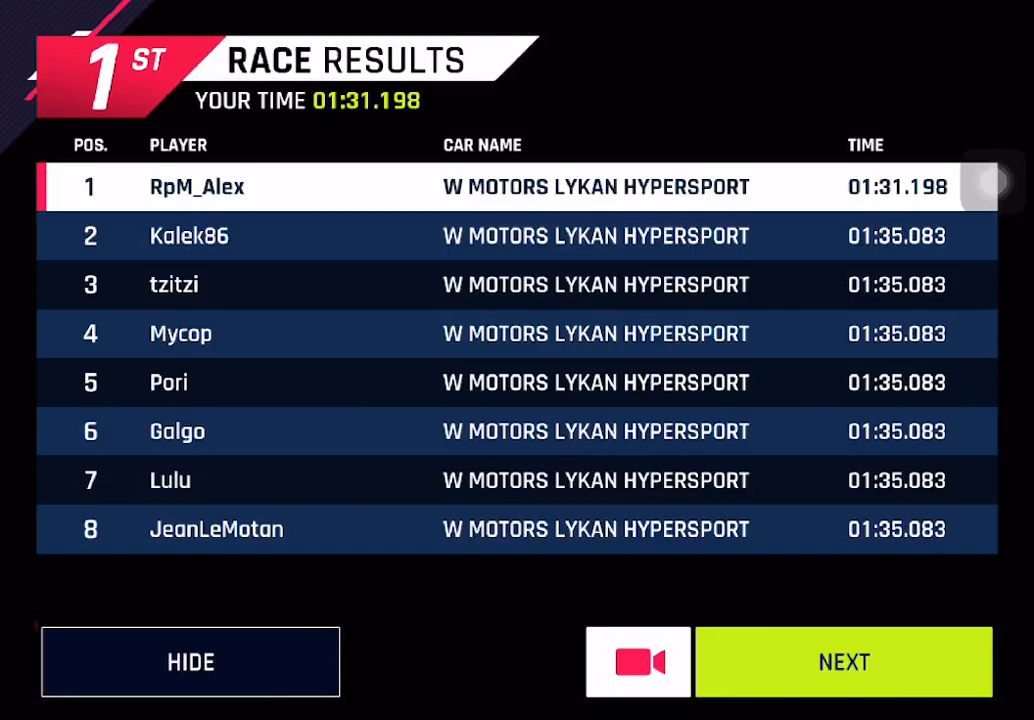 1ST RACE RESULTS
YOUR TIME 01:31.198
POS. PLAYER CAR NAME TIME
1 RpM_Alex W MOTORS LYKAN HYPERSPORT 01:31.198
2 Kalek86 W MOTORS LYKAN HYPERSPORT 01:35.083
3 tzitzi W MOTORS LYKAN HYPERSPORT 01:35.083
4 Mycop W MOTORS LYKAN HYPERSPORT 01:35.083
5 Pori W MOTORS LYKAN HYPERSPORT 01:35.083
6 Galgo W MOTORS LYKAN HYPERSPORT 01:35.083
7 Lulu W MOTORS LYKAN HYPERSPORT 01:35.083
8 JeanLeMotan W MOTORS LYKAN HYPERSPORT 01:35.083
HIDE NEXT